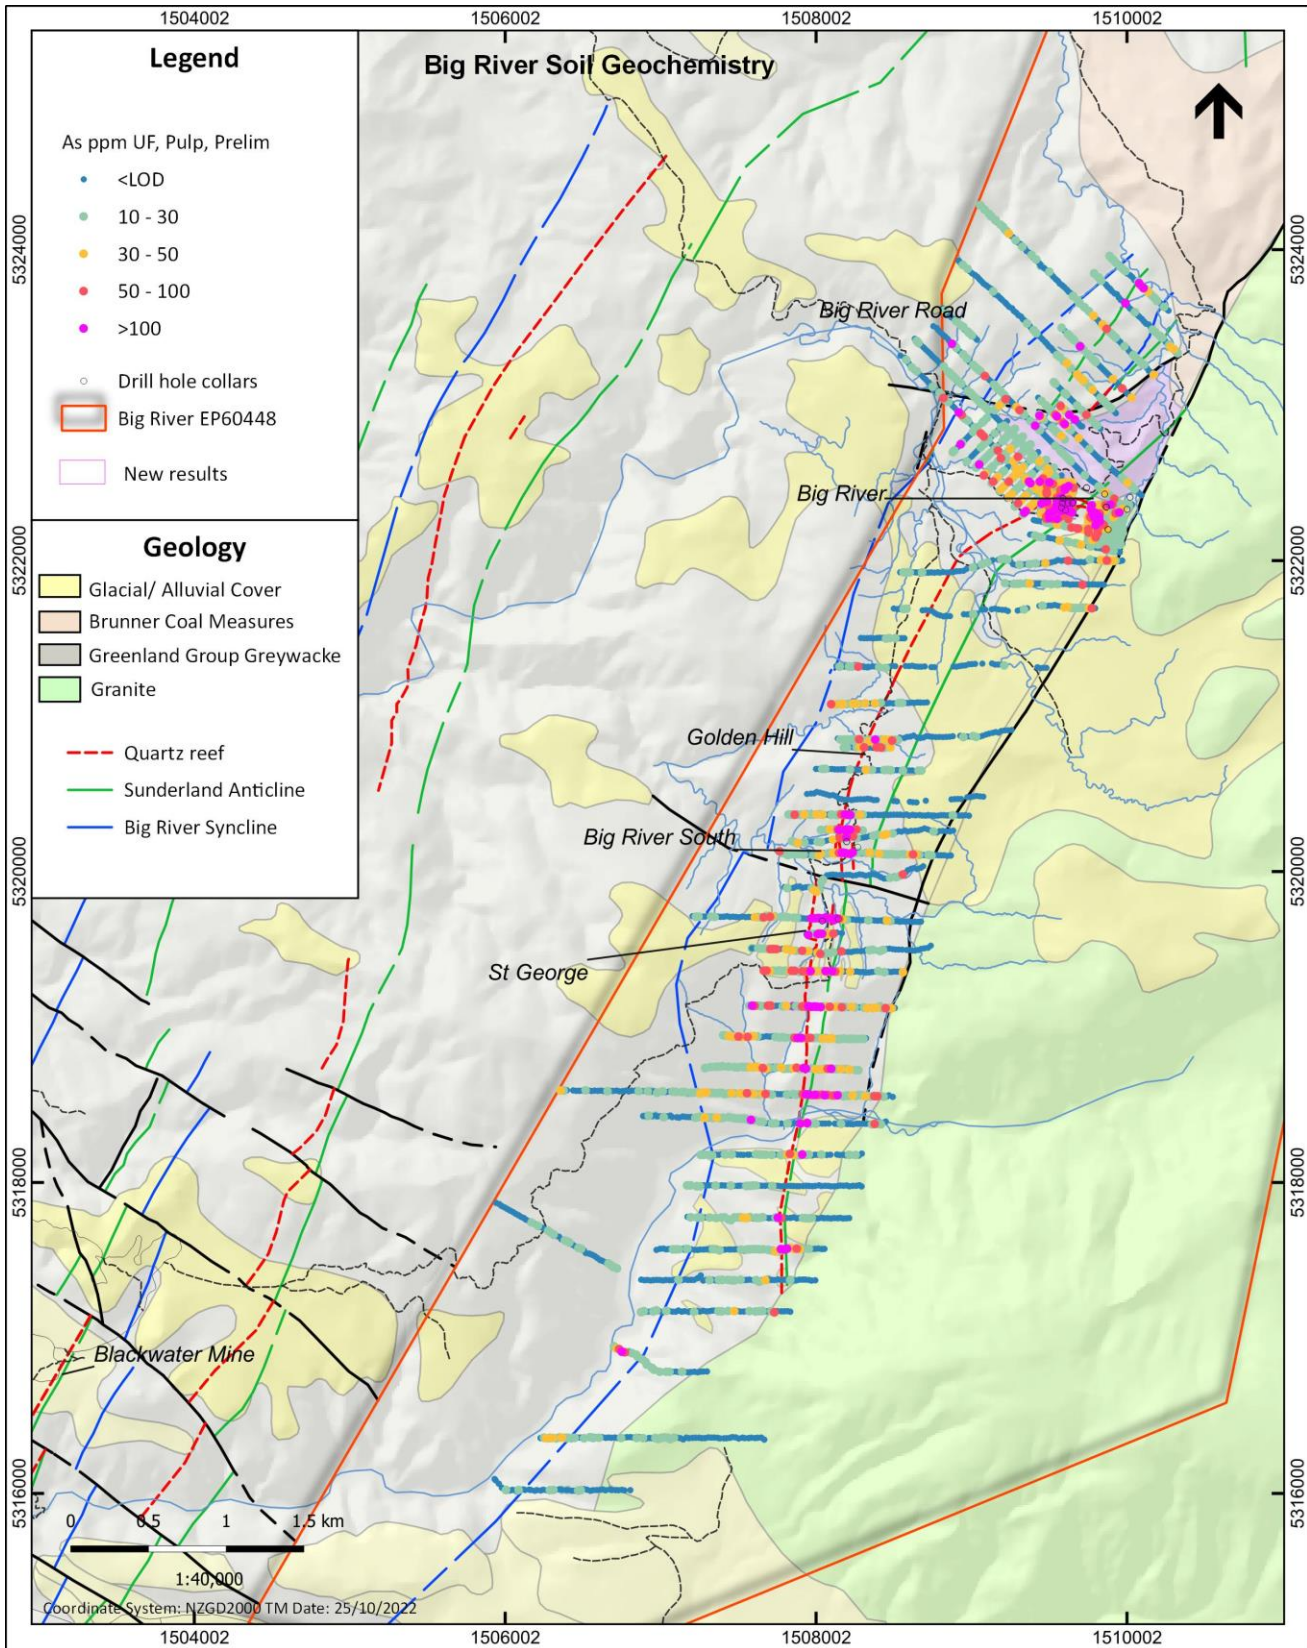 1504002
1506002
1508002
1510002
Big River Soil Geochemistry
Legend
As ppm UF, Pulp, Prelim
<LOD
10 - 30
30 - 50
50 - 100
>100
Drill hole collars
Big River EP60448
New results
Geology
Glacial/ Alluvial Cover
Brunner Coal Measures
Greenland Group Greywacke
Granite
Quartz reef
Sunderland Anticline
Big River Syncline
5324000
5324000
Big River Road
Big River
5322000
5322000
Golden Hill
Big River South
5320000
5320000
St George
5318000
5318000
Blackwater Mine
5316000
5316000
0 0.5 1 1.5 km
1:40,000
Coordinate System: NZGD2000 TM Date: 25/10/2022
1504002
1506002
1508002
1510002